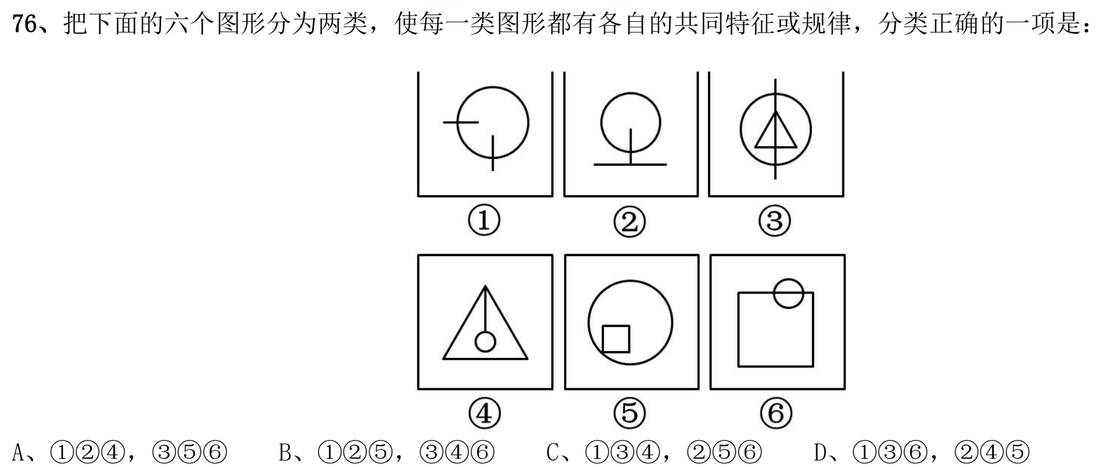 76、把下面的六个图形分为两类，使每一类图形都有各自的共同特征或规律，分类正确的一项是：
① ② ③
④ ⑤ ⑥
A、①②④，③⑤⑥ B、①②⑤，③④⑥ C、①③④，②⑤⑥ D、①③⑥，②④⑤